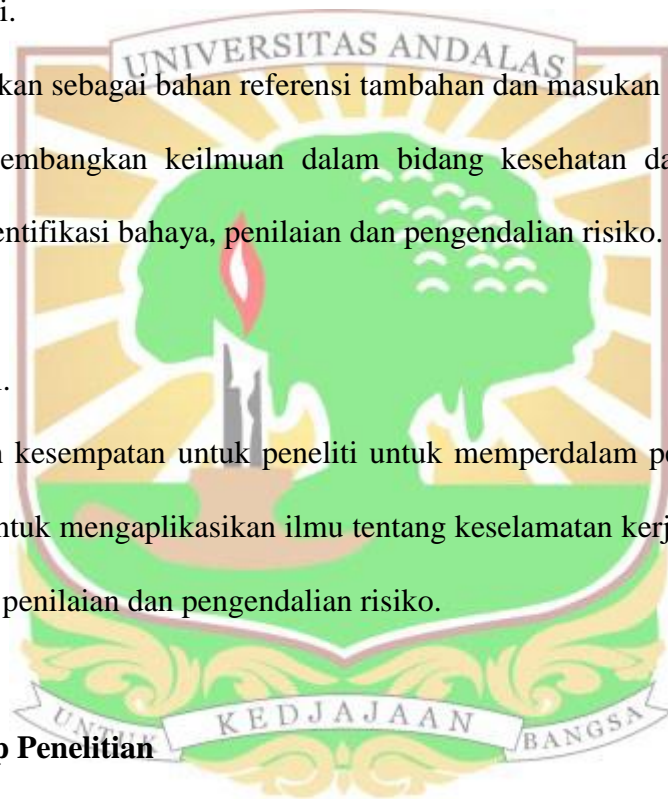 i.
UNIVERSITAS ANDALAS
kan sebagai bahan referensi tambahan dan masukan
embangkan keilmuan dalam bidang kesehatan da
entifikasi bahaya, penilaian dan pengendalian risiko.
kesempatan untuk peneliti untuk memperdalam pe
ntuk mengaplikasikan ilmu tentang keselamatan kerj
penilaian dan pengendalian risiko.
UNTUK KEDJAJAAN BANGSA
p Penelitian